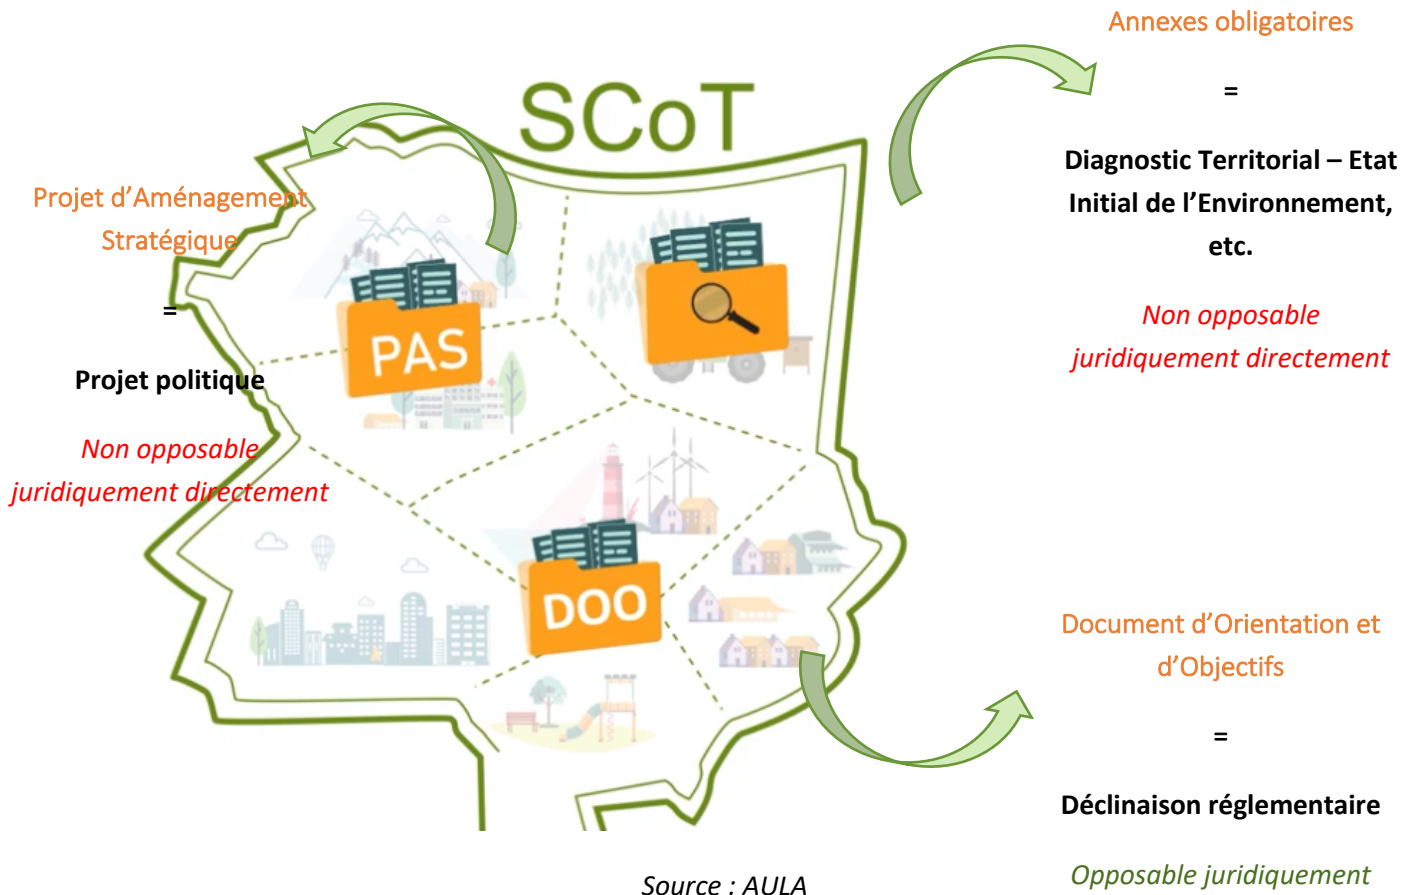 SCoT
Projet d’Aménagement
Stratégique
=
Projet politique
Non opposable
juridiquement directement
PAS
Annexes obligatoires
=
Diagnostic Territorial – Etat
Initial de l’Environnement,
etc.
Non opposable
juridiquement directement
DOO
Document d’Orientation et
d’Objectifs
=
Déclinaison réglementaire
Opposable juridiquement
Source : AULA